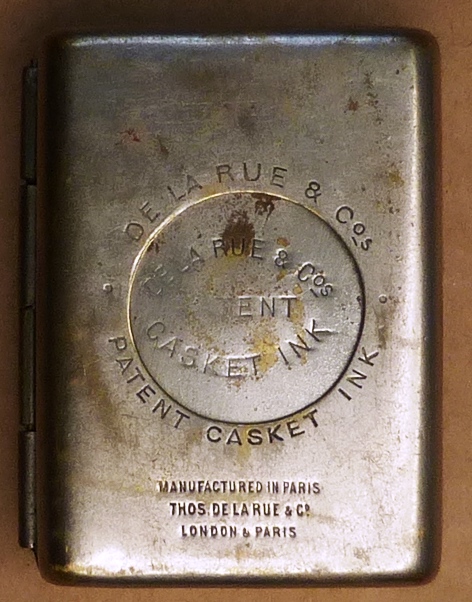 DE LA RUE & Cos
DE LA RUE & Cos
ENT
CASKET INK
PATENT CASKET INK
MANUFACTURED IN PARIS
THOS. DE LA RUE & Co
LONDON & PARIS